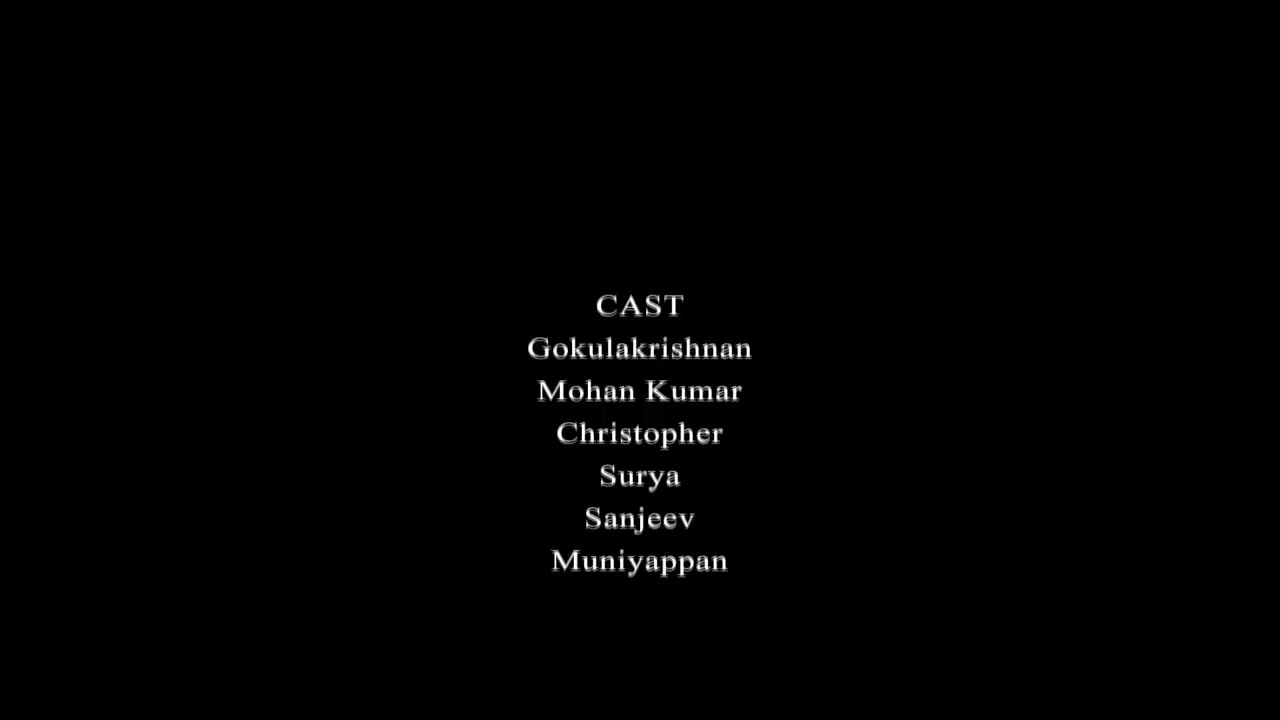 CAST
Gokulakrishnan
Mohan Kumar
Christopher
Surya
Sanjeev
Muniyappan